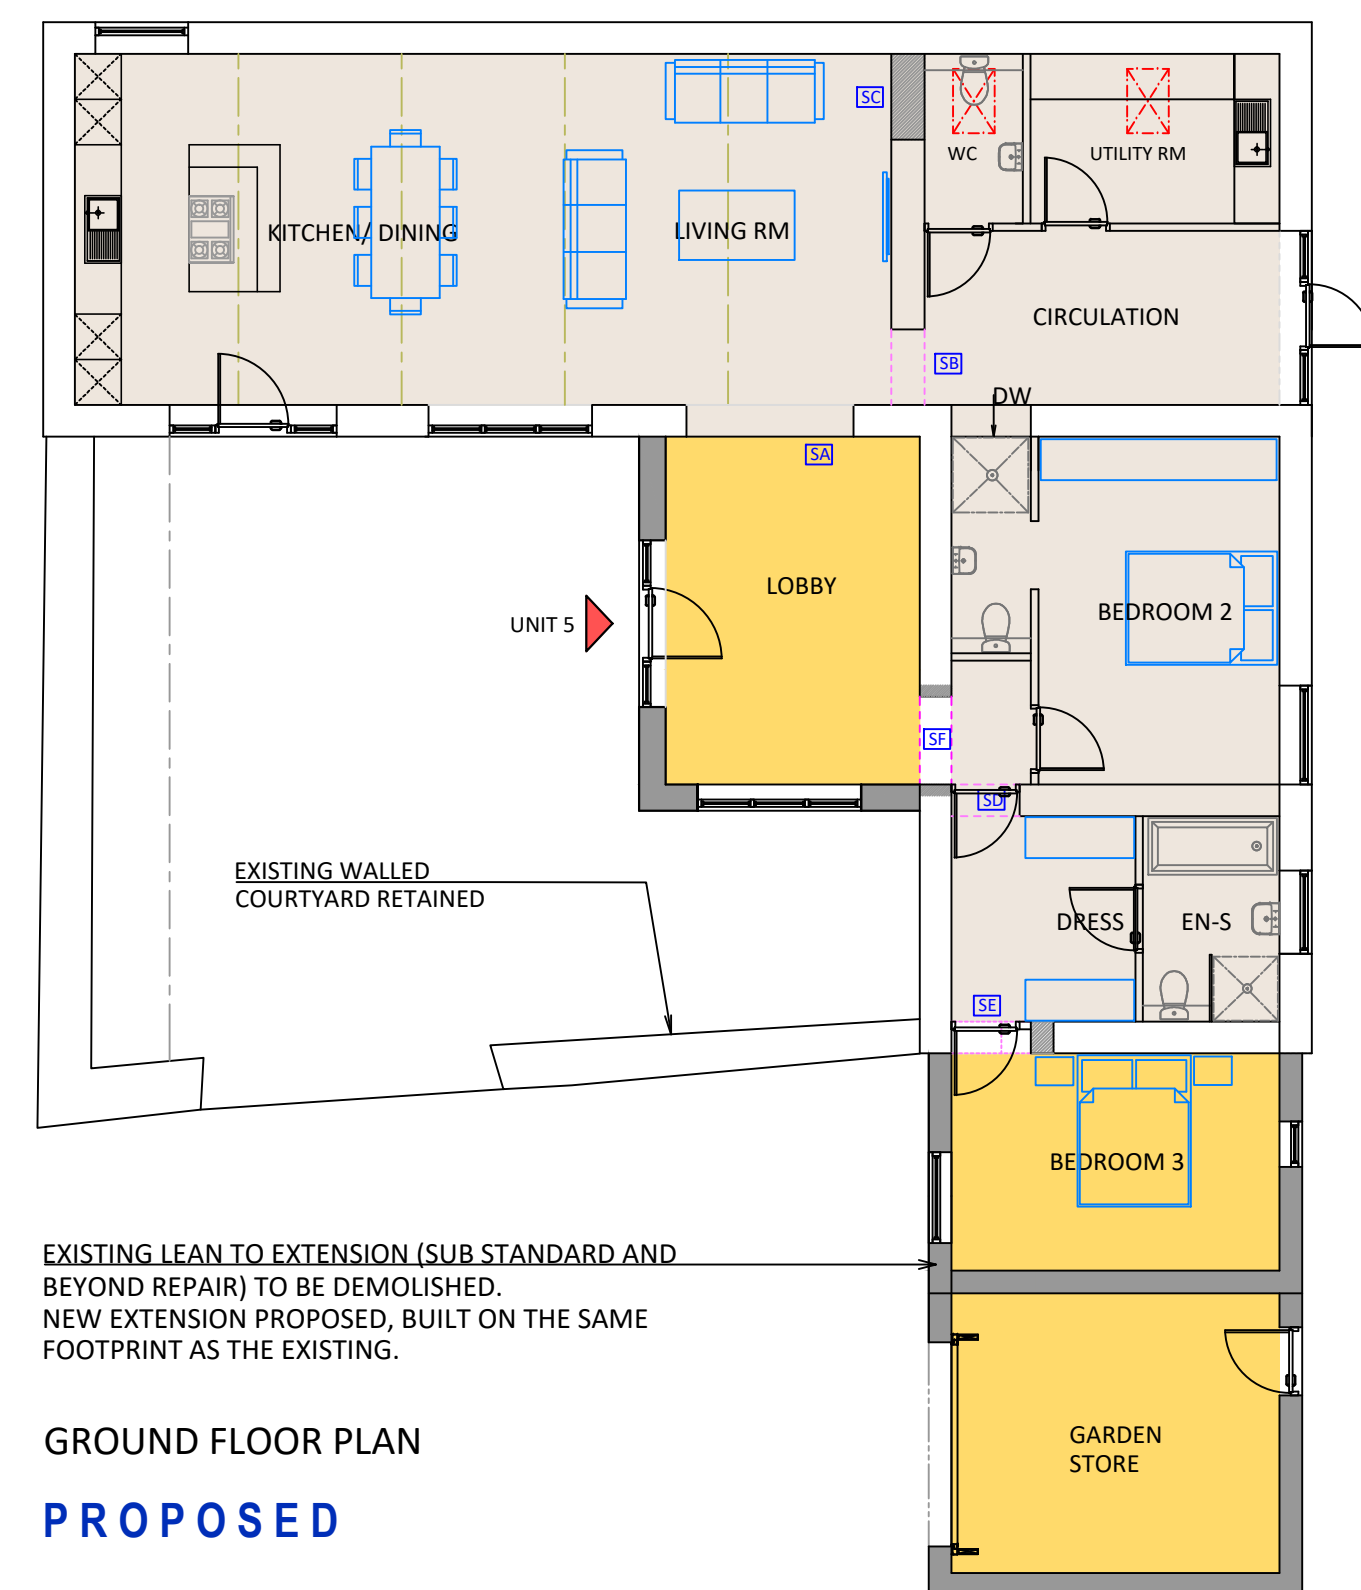 SC
WC
UTILITY RM
KITCHEN/ DINING
LIVING RM
CIRCULATION
SB
DW
SA
LOBBY
BEDROOM 2
UNIT 5
SF
SD
EXISTING WALLED
COURTYARD RETAINED
DRESS
EN-S
SE
BEDROOM 3
EXISTING LEAN TO EXTENSION (SUB STANDARD AND
BEYOND REPAIR) TO BE DEMOLISHED.
NEW EXTENSION PROPOSED, BUILT ON THE SAME
FOOTPRINT AS THE EXISTING.
GARDEN
STORE
GROUND FLOOR PLAN
PROPOSED